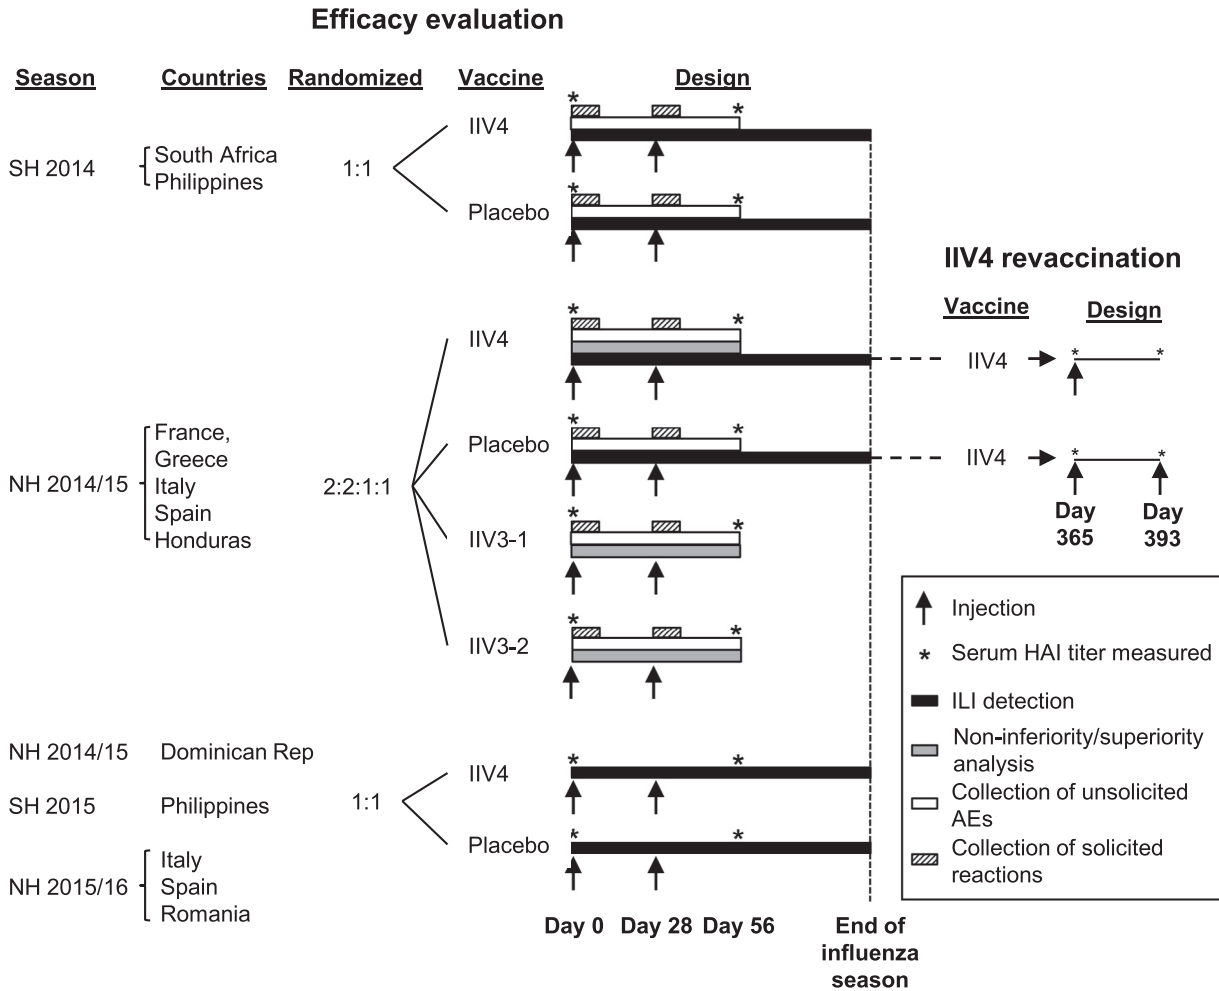 Efficacy evaluation
Season Countries Randomized Vaccine Design
SH 2014
South Africa
Philippines
1:1
IIV4
* *
Placebo
* *
IIV4 revaccination
Vaccine Design
NH 2014/15
France,
Greece
Italy
Spain
Honduras
2:2:1:1
IIV4
* *
IIV4
* *
Placebo
* *
IIV4
* *
Day
365
Day
393
IIV3-1
* *
IIV3-2
* *
NH 2014/15 Dominican Rep
SH 2015 Philippines
NH 2015/16
Italy
Spain
Romania
1:1
IIV4
* *
Placebo
* *
Day 0 Day 28 Day 56
End of
influenza
season
Injection
* Serum HAI titer measured
ILI detection
Non-inferiority/superiority
analysis
Collection of unsolicited
AEs
Collection of solicited
reactions